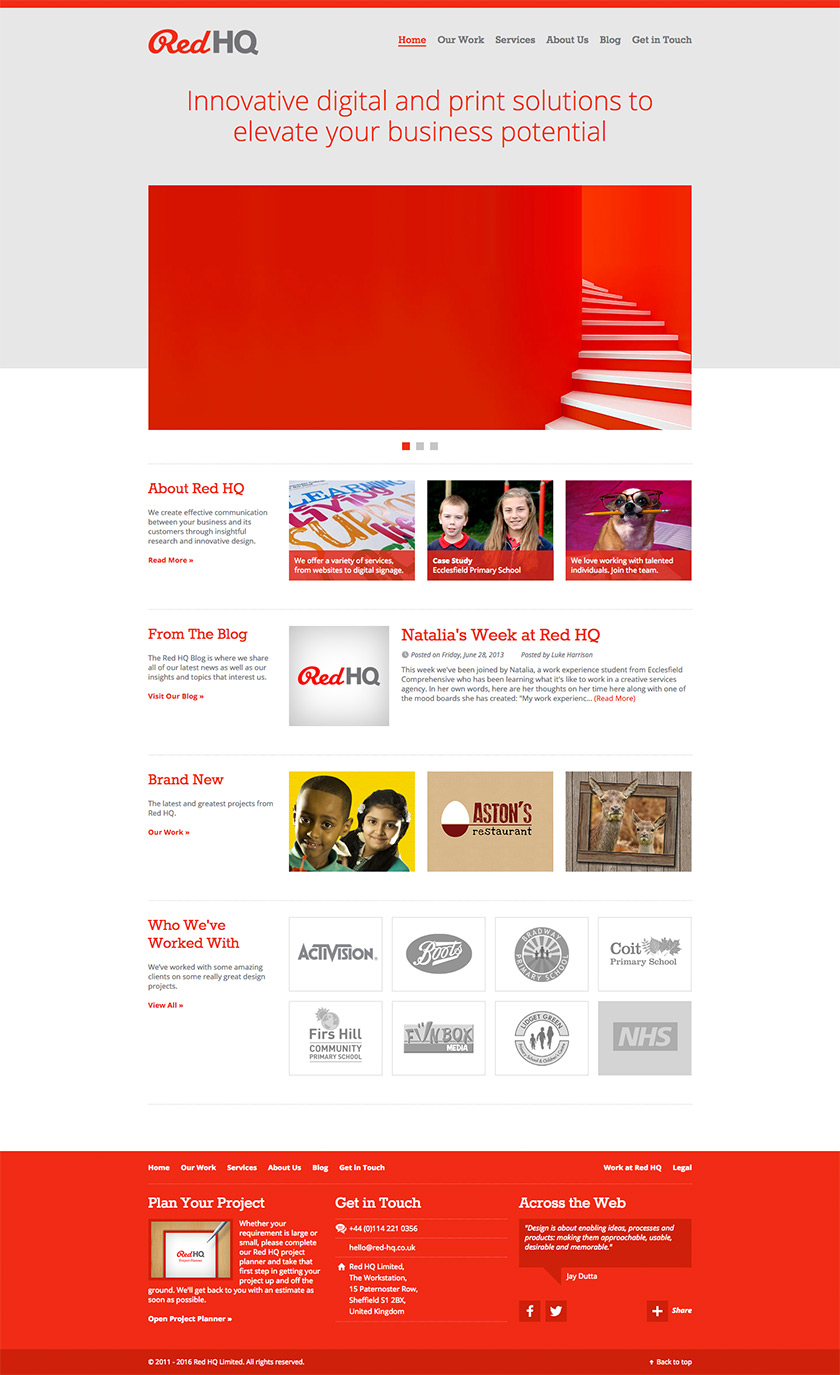 Red HQ
Home Our Work Services About Us Blog Get in Touch
Innovative digital and print solutions to
elevate your business potential
About Red HQ
We create effective communication
between your business and its
customers through insightful
research and innovative design.
Read More »
LEARNING
Living
SUPPORT
life
We offer a variety of services,
from websites to digital signage.
Case Study
Ecclesfield Primary School
We love working with talented
individuals. Join the team.
From The Blog
The Red HQ Blog is where we share
all of our latest news as well as our
insights and topics that interest us.
Visit Our Blog »
Red HQ
Natalia's Week at Red HQ
Posted on Friday, June 28, 2013 Posted by Luke Harrison
This week we've been joined by Natalia, a work experience student from Ecclesfield
Comprehensive who has been learning what it's like to work in a creative services
agency. In her own words, here are her thoughts on her time here along with one of
the mood boards she has created: "My work experienc... (Read More)
Brand New
The latest and greatest projects from
Red HQ.
Our Work »
ASTON'S
restaurant
Who We've
Worked With
We've worked with some amazing
clients on some really great design
projects.
View All »
ACTIVISION
Boots
BRADWAY
PRIMARY SCHOOL
Coit
Primary School
Firs Hill
COMMUNITY
PRIMARY SCHOOL
FUNBOX
MEDIA
LIDGET GREEN
Primary School & Children's Centre
NHS
Home Our Work Services About Us Blog Get In Touch
Work at Red HQ Legal
Plan Your Project
Red HQ
Project Planner
Whether your
requirement is large or
small, please complete
our Red HQ project
planner and take that
first step in getting your
project up and off the
ground. We'll get back to you with an estimate as
soon as possible.
Open Project Planner »
Get in Touch
+44 (0)114 221 0356
hello@red-hq.co.uk
Red HQ Limited,
The Workstation,
15 Paternoster Row,
Sheffield S1 2BX,
United Kingdom
Across the Web
"Design is about enabling ideas, processes and
products: making them approachable, usable,
desirable and memorable."
Jay Dutta
Share
© 2011 - 2016 Red HQ Limited. All rights reserved.
Back to top